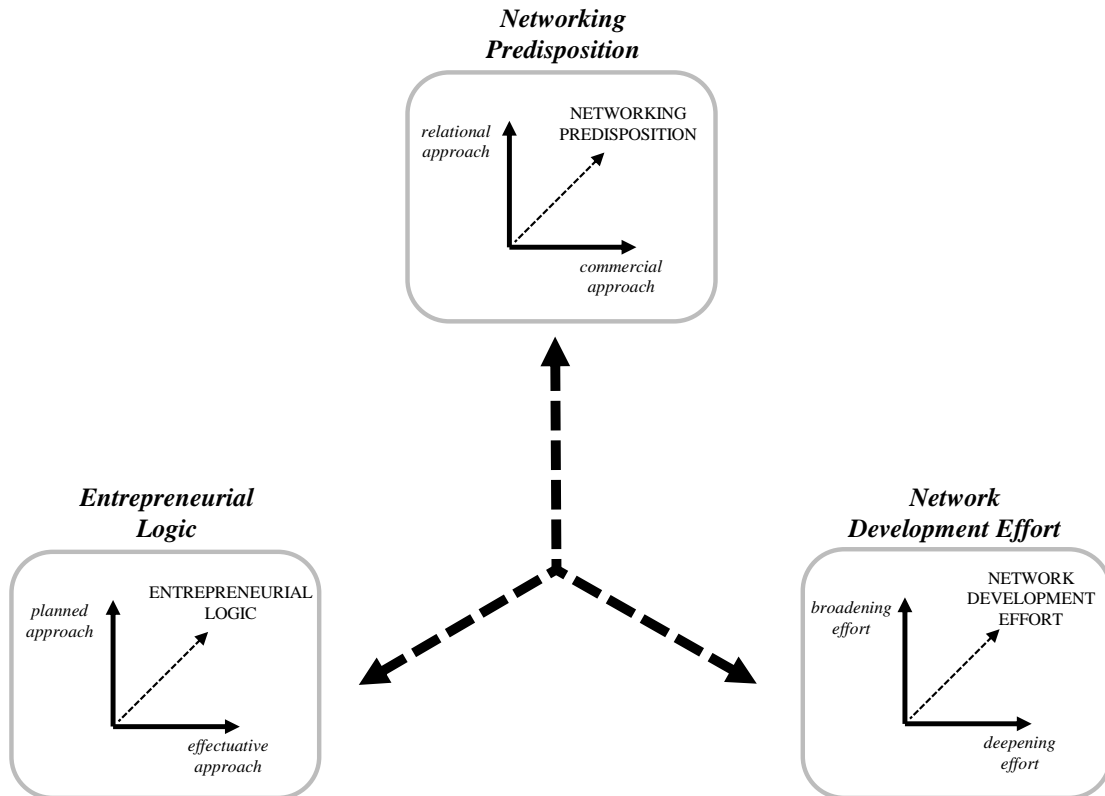 Networking
Predisposition
NETWORKING
PREDISPOSITION
relational
approach
commercial
approach
Entrepreneurial
Logic
ENTREPRENEURIAL
LOGIC
planned
approach
effectuative
approach
Network
Development Effort
NETWORK
DEVELOPMENT
EFFORT
broadening
effort
deepening
effort